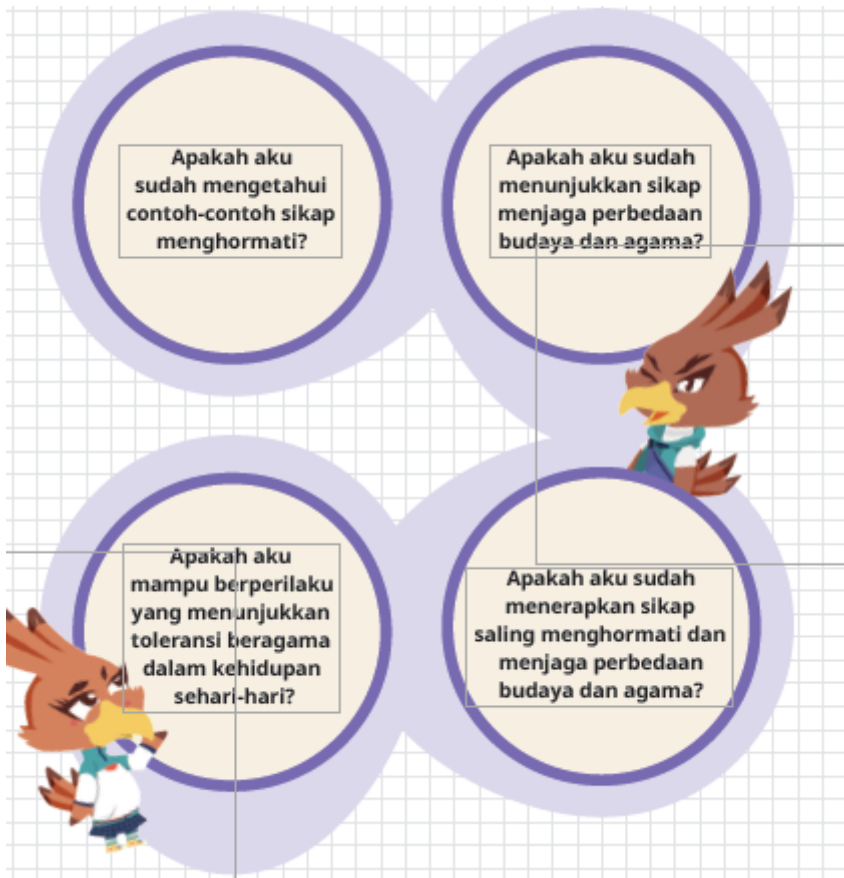 Apakah aku
sudah mengetahui
contoh-contoh sikap
menghormati?
Apakah aku sudah
menunjukkan sikap
menjaga perbedaan
budaya dan agama?
Apakah aku
mampu berperilaku
yang menunjukkan
toleransi beragama
dalam kehidupan
sehari-hari?
Apakah aku sudah
menerapkan sikap
saling menghormati dan
menjaga perbedaan
budaya dan agama?